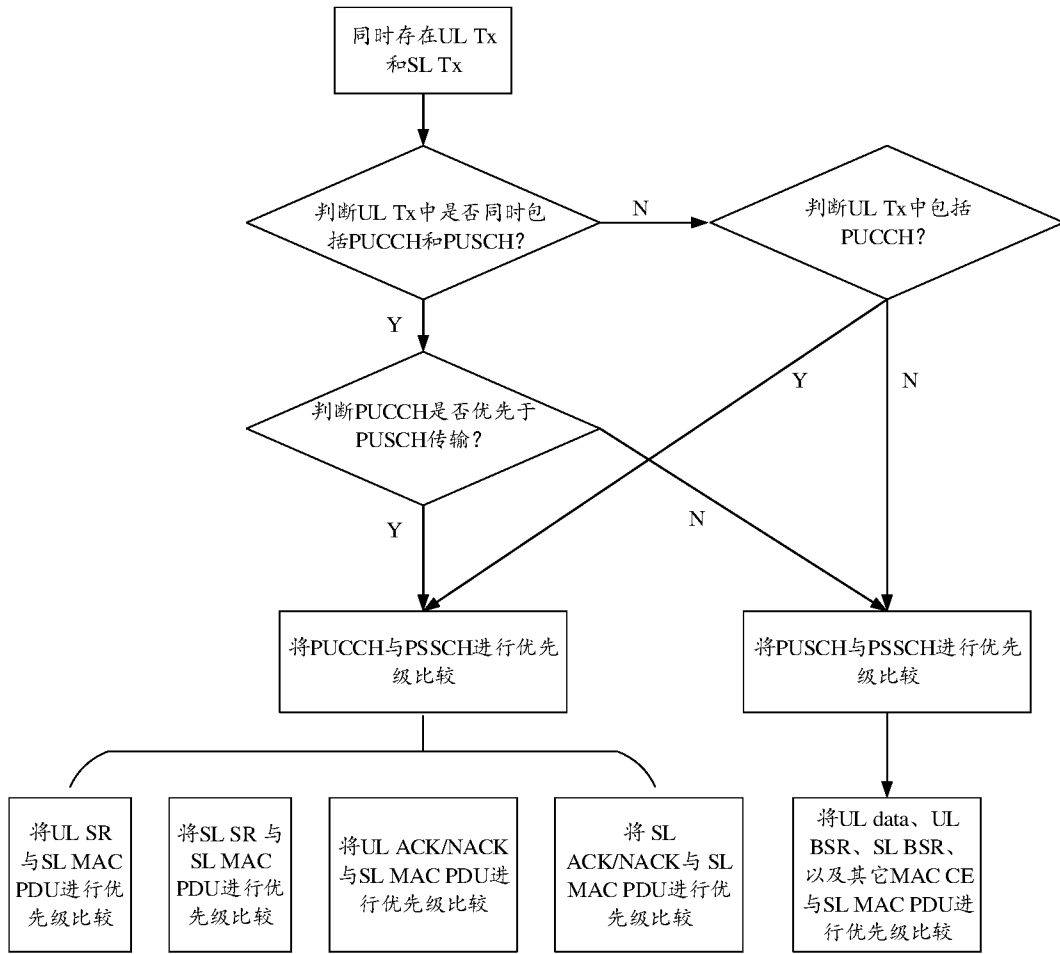 同时存在UL Tx
和SL Tx
判断UL Tx中是否同时包
括PUCCH和PUSCH?
N
判断UL Tx中包括
PUCCH?
Y
Y
N
判断PUCCH是否优先于
PUSCH传输?
Y
N
将PUCCH与PSSCH进行优先
级比较
将PUSCH与PSSCH进行优先
级比较
将UL SR
与SL MAC
PDU进行优
先级比较
将SL SR 与
SL MAC
PDU进行优
先级比较
将UL ACK/NACK
与SL MAC PDU进
行优先级比较
将 SL
ACK/NACK与 SL
MAC PDU进行优
先级比较
将UL data、UL
BSR、SL BSR、
以及其它MAC CE
与SL MAC PDU进
行优先级比较